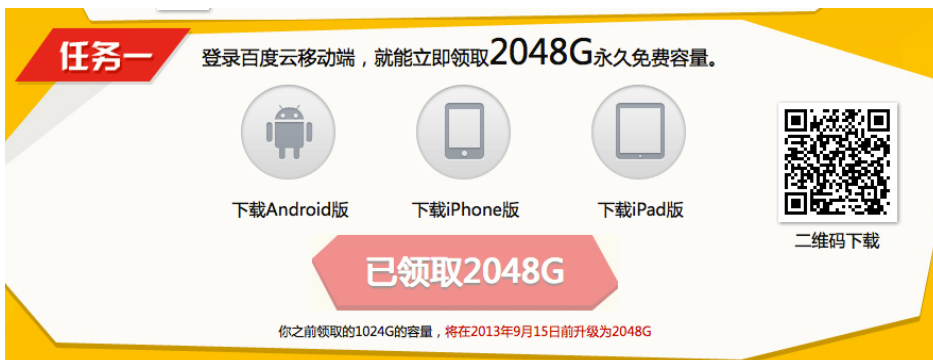 任务一
登录百度云移动端，就能立即领取2048G永久免费容量。
下载Android版
下载iPhone版
下载iPad版
二维码下载
已领取2048G
你之前领取的1024G的容量，将在2013年9月15日前升级为2048G